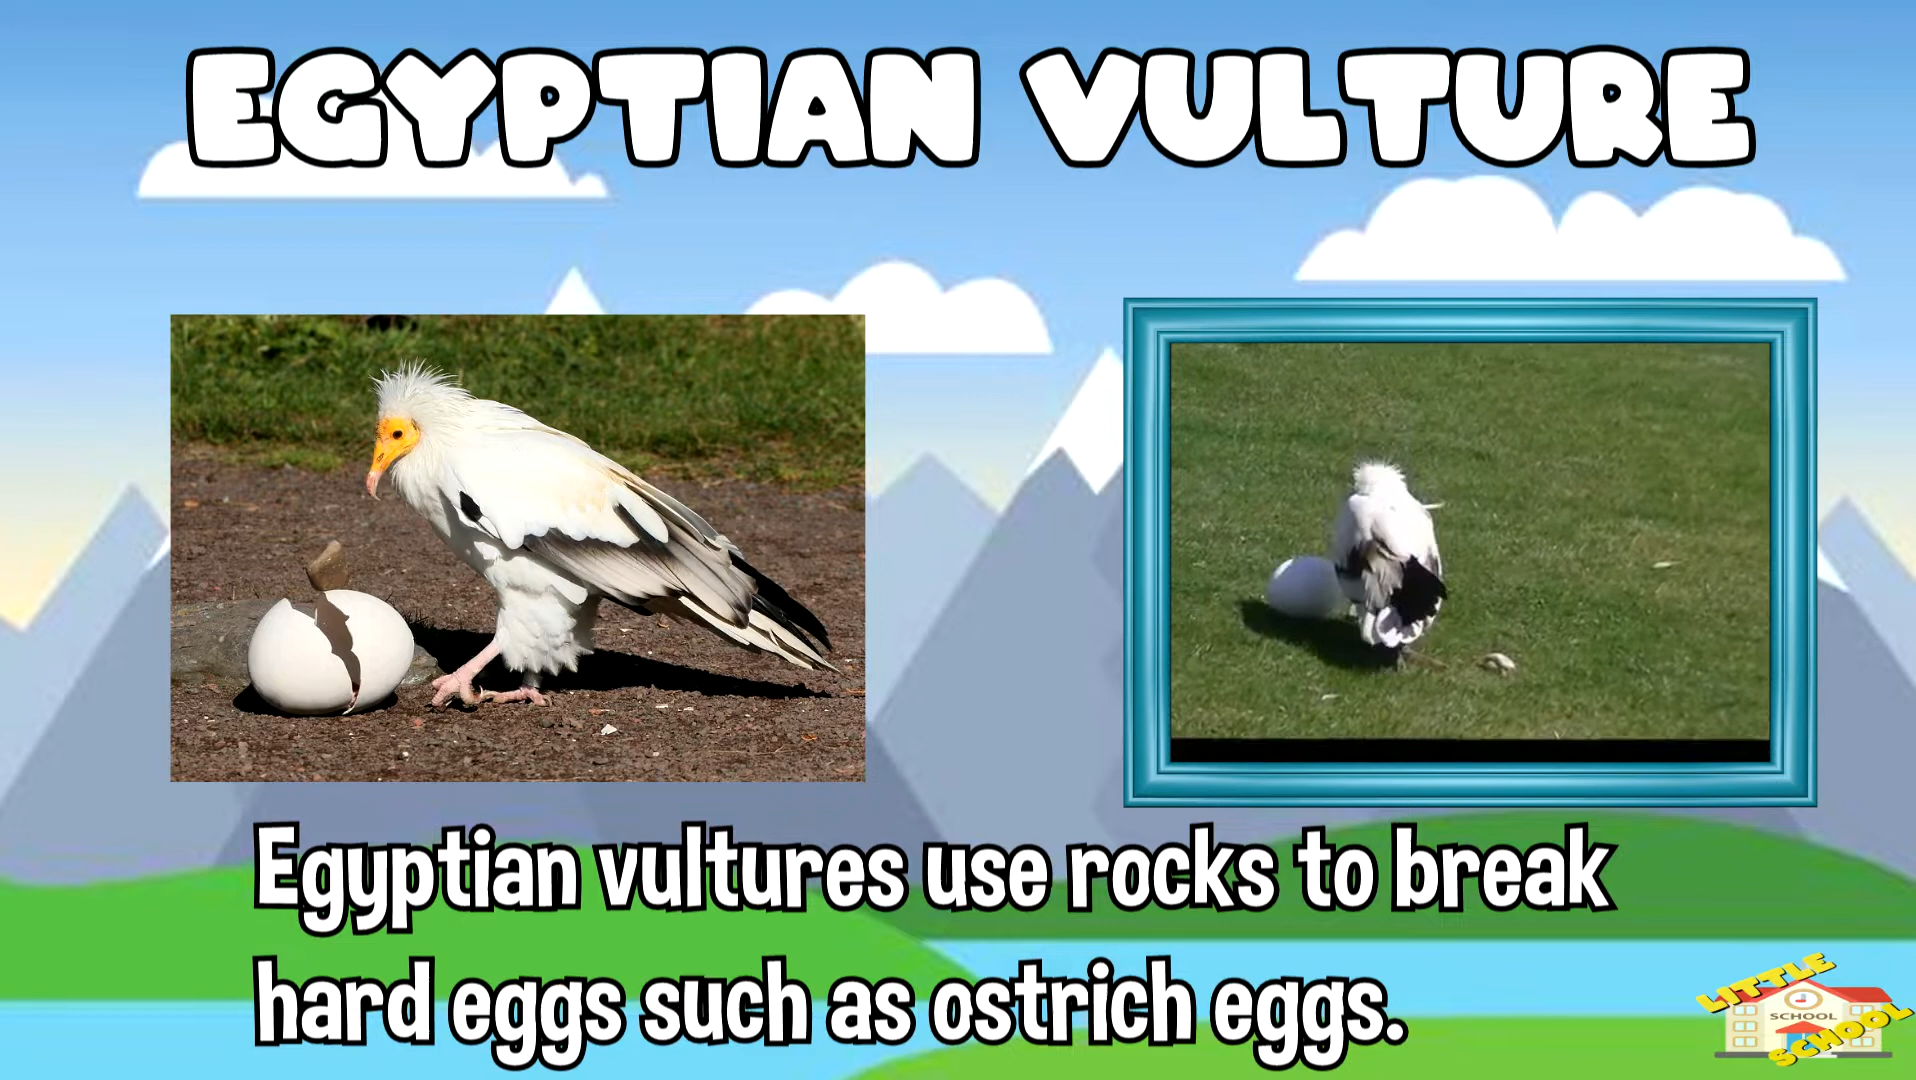 EGYPTIAN VULTURE
Egyptian vultures use rocks to break
hard eggs such as ostrich eggs.
LITTLE
SCHOOL
SCHOOL